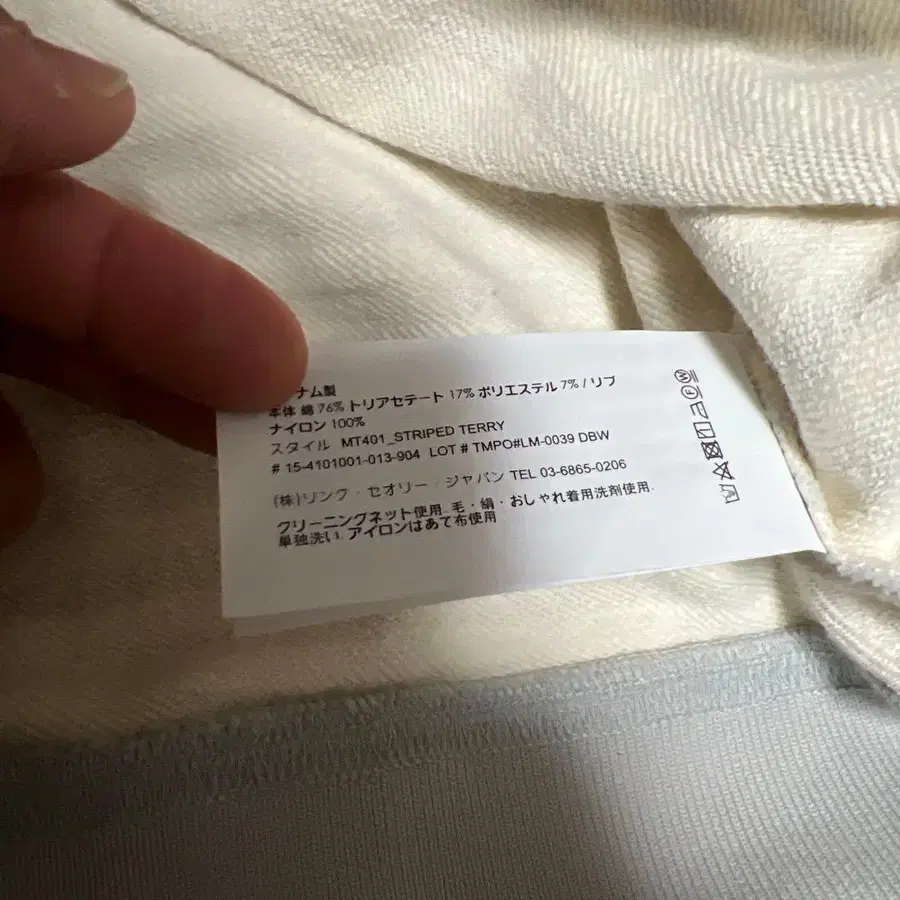 ナム製
本体 綿 76% トリアセテート 17% ポリエステル 7% / リブ
ナイロン 100%
スタイル MT401_STRIPED TERRY
# 15-4101001-013-904 LOT # TMPO#LM-0039 DBW
(株)リンク・セオリー・ジャパン TEL 03-6865-0206
クリーニングネット使用. 毛・絹・おしゃれ着用洗剤使用.
単独洗い. アイロンはあて布使用
F W